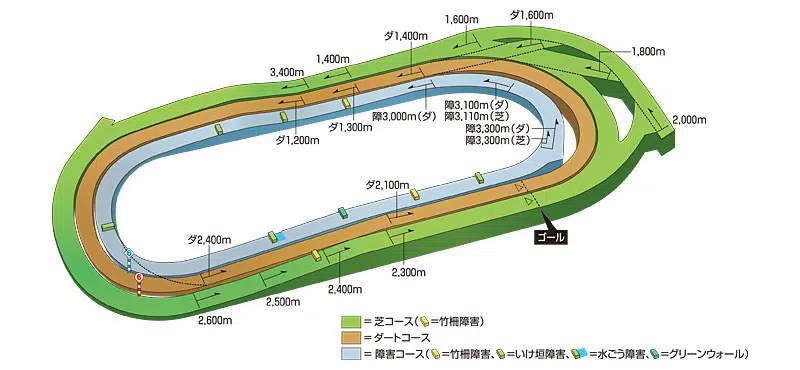 1,600m
ダ1,600m
ダ1,400m
1,400m
3,400m
1,800m
2,000m
障3,100m(ダ)
障3,110m(芝)
障3,000m(ダ)
障3,300m(ダ)
障3,300m(芝)
ダ1,300m
ダ1,200m
ダ2,100m
ゴール
ダ2,400m
6
6
2,300m
2,400m
2,500m
2,600m
=芝コース(=竹柵障害)
=ダートコース
=障害コース(=竹柵障害、=いけ垣障害、=水ごう障害、=グリーンウォール)